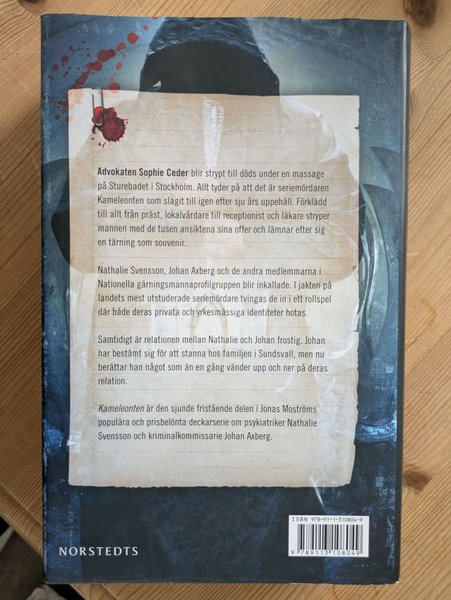 Advokaten Sophie Ceder blir strypt till döds under en massage
på Sturebadet i Stockholm. Allt tyder på att det är seriemördaren
Kameleonten som slagit till igen efter sju års uppehåll. Förklädd
till allt från präst, lokalvårdare till receptionist och läkare stryper
mannen med de tusen ansiktena sina offer och lämnar efter sig
en tärning som souvenir.
Nathalie Svensson, Johan Axberg och de andra medlemmarna i
Nationella gärningsmannaprofilgruppen blir inkallade. I jakten på
landets mest utstuderade seriemördare tvingas de in i ett rollspel
där både deras privata och yrkesmässiga identiteter hotas.
Samtidigt är relationen mellan Nathalie och Johan frostig. Johan
har bestämt sig för att stanna hos familjen i Sundsvall, men nu
berättar han något som än en gång vänder upp och ner på deras
relation.
Kameleonten är den sjunde fristående delen i Jonas Moströms
populära och prisbelönta deckarserie om psykiatriker Nathalie
Svensson och kriminalkommissarie Johan Axberg.
ISBN 978-91-1-310804-9
9 789113 108049
NORSTEDTS